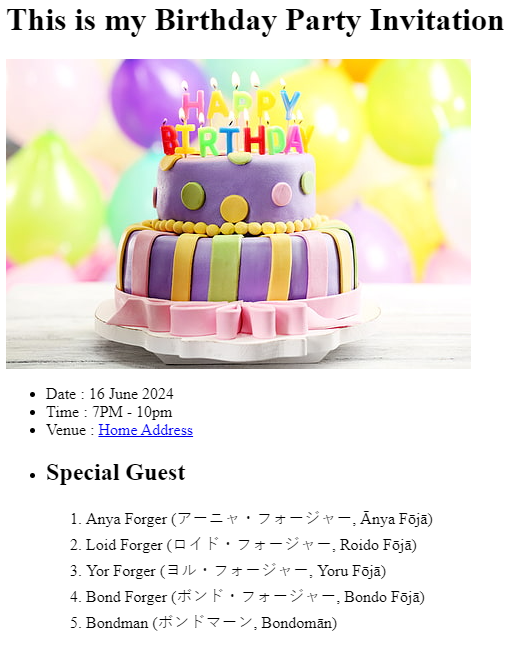 This is my Birthday Party Invitation
HAPPY
BIRTHDAY
Date : 16 June 2024
Time : 7PM - 10pm
Venue : Home Address
Special Guest
1. Anya Forger (アーニャ・フォージャー, Ānya Fōjā)
2. Loid Forger (ロイド・フォージャー, Roido Fōjā)
3. Yor Forger (ヨル・フォージャー, Yoru Fōjā)
4. Bond Forger (ボンド・フォージャー, Bondo Fōjā)
5. Bondman (ボンドマーン, Bondomān)